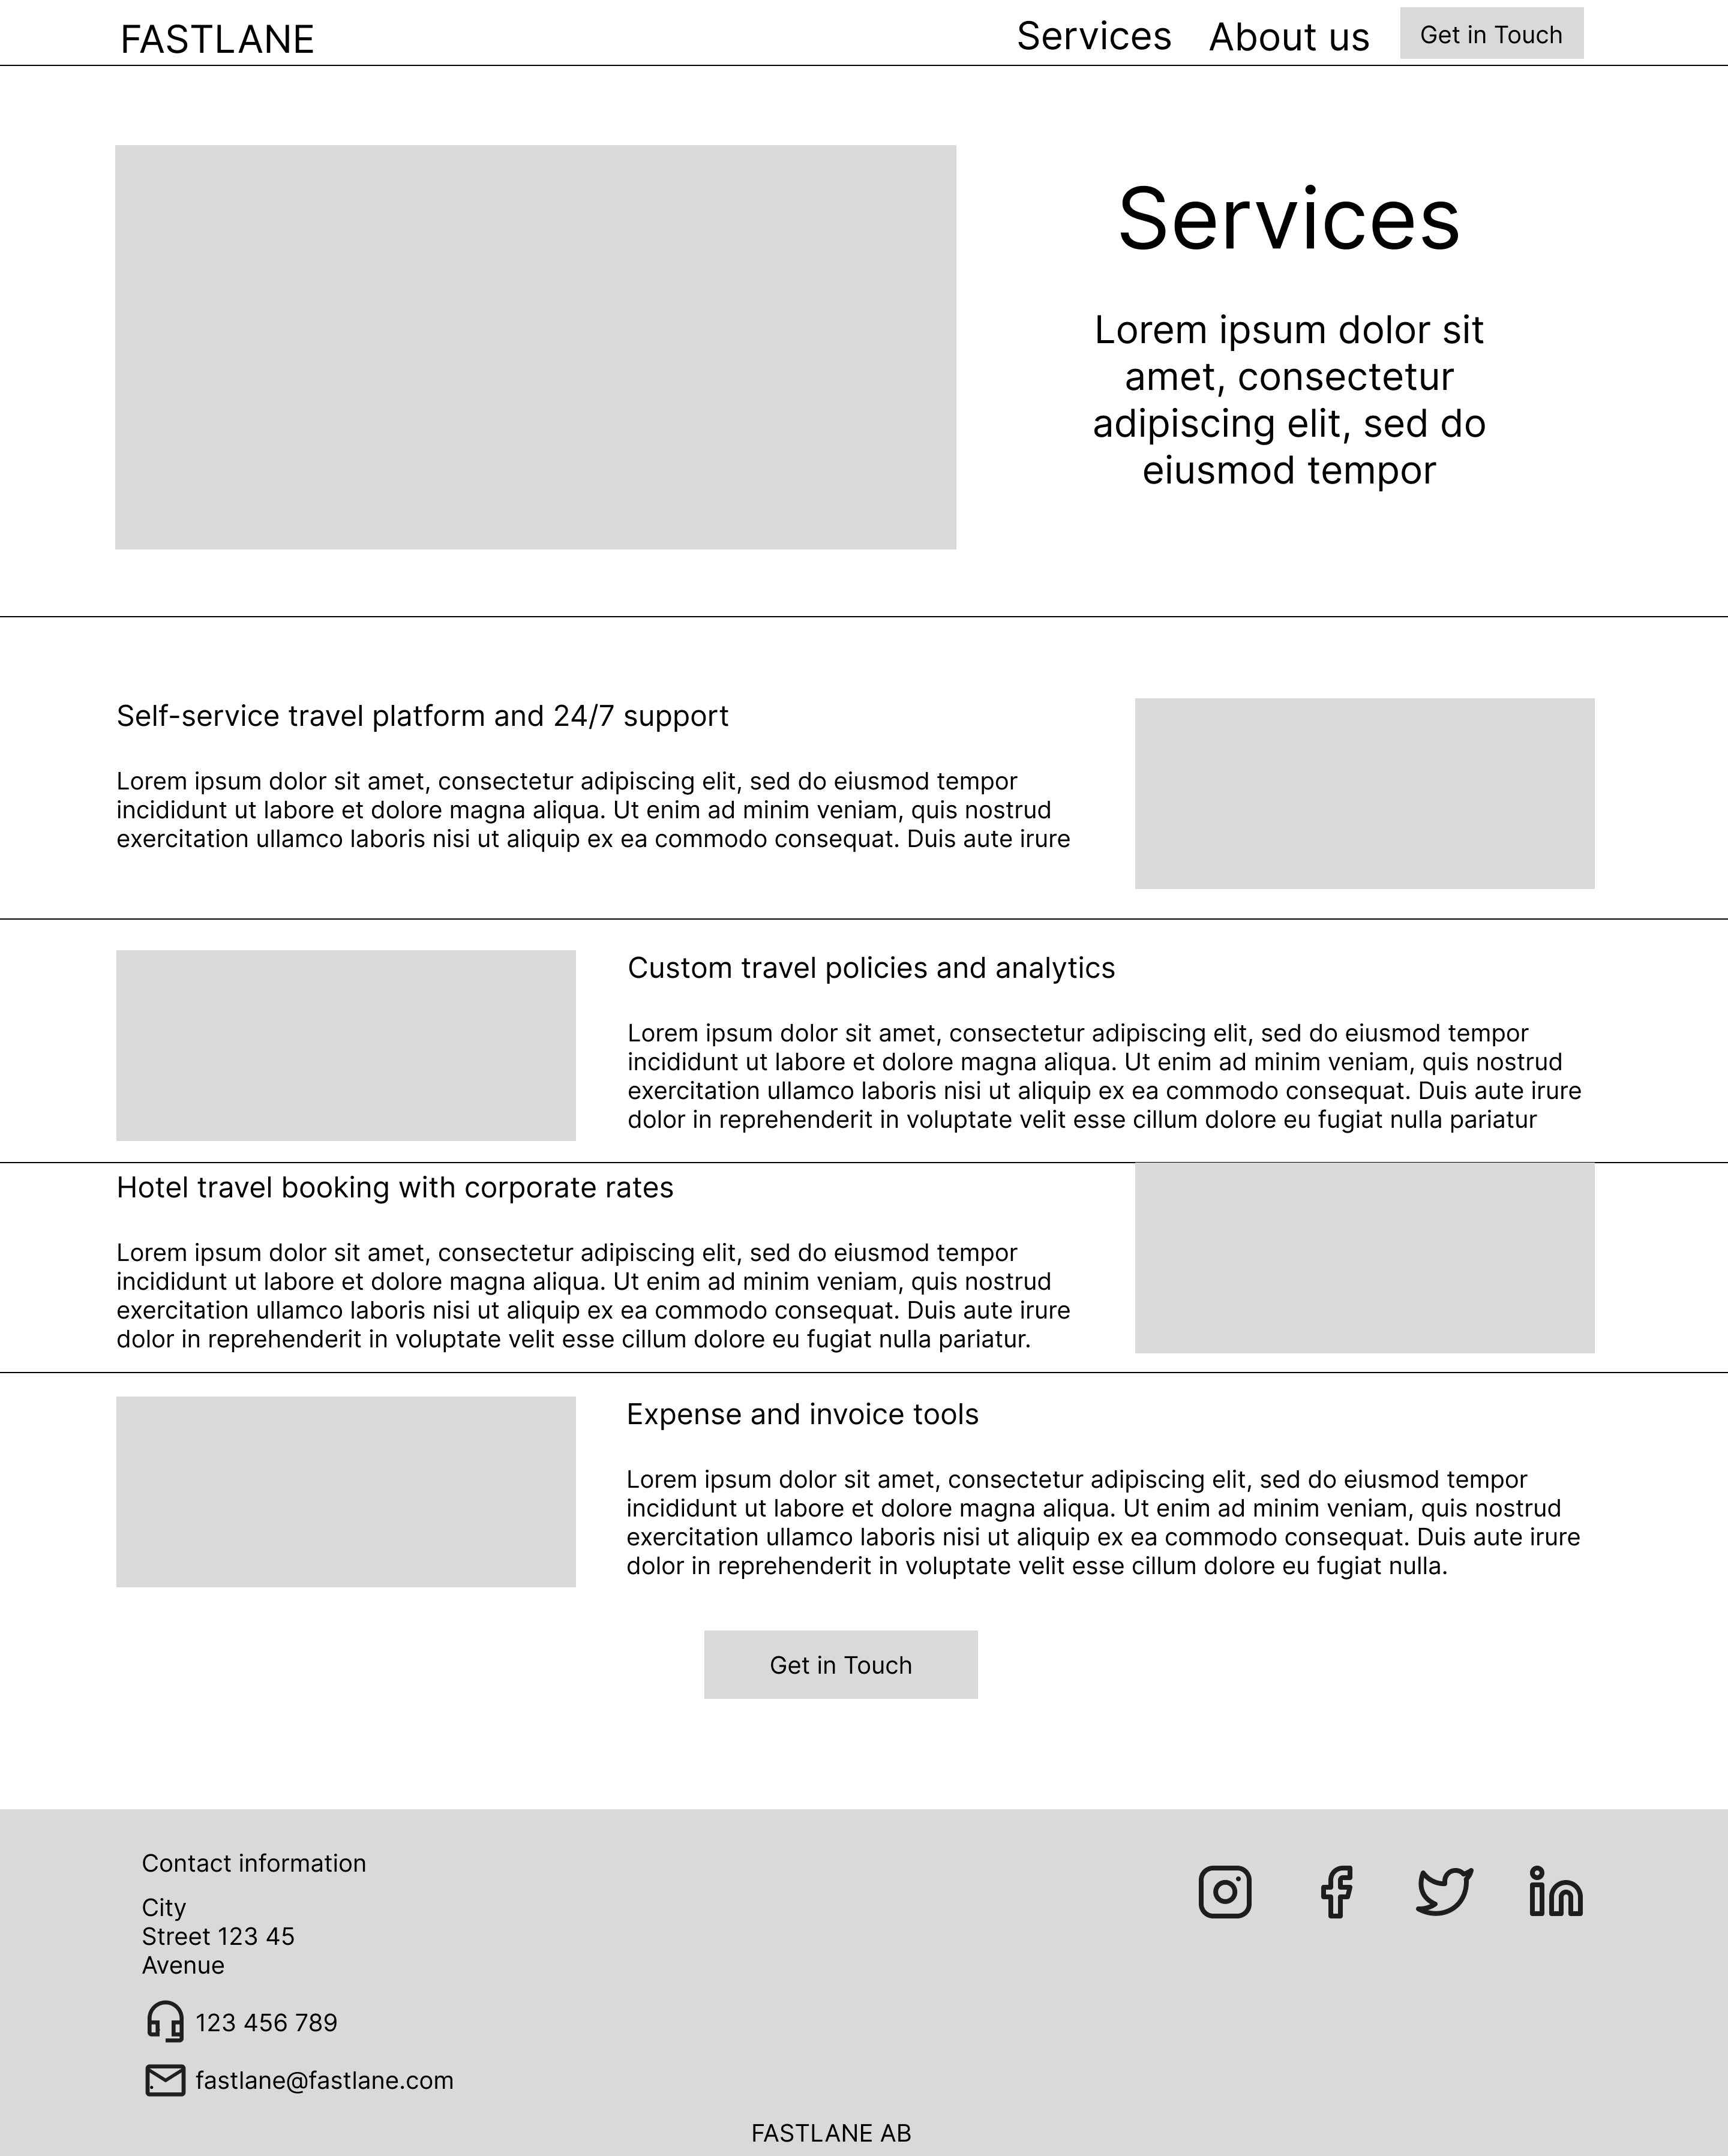 FASTLANE
Services
About us
Get in Touch
Services
Lorem ipsum dolor sit
amet, consectetur
adipiscing elit, sed do
eiusmod tempor
Self-service travel platform and 24/7 support
Lorem ipsum dolor sit amet, consectetur adipiscing elit, sed do eiusmod tempor
incididunt ut labore et dolore magna aliqua. Ut enim ad minim veniam, quis nostrud
exercitation ullamco laboris nisi ut aliquip ex ea commodo consequat. Duis aute irure
Custom travel policies and analytics
Lorem ipsum dolor sit amet, consectetur adipiscing elit, sed do eiusmod tempor
incididunt ut labore et dolore magna aliqua. Ut enim ad minim veniam, quis nostrud
exercitation ullamco laboris nisi ut aliquip ex ea commodo consequat. Duis aute irure
dolor in reprehenderit in voluptate velit esse cillum dolore eu fugiat nulla pariatur
Hotel travel booking with corporate rates
Lorem ipsum dolor sit amet, consectetur adipiscing elit, sed do eiusmod tempor
incididunt ut labore et dolore magna aliqua. Ut enim ad minim veniam, quis nostrud
exercitation ullamco laboris nisi ut aliquip ex ea commodo consequat. Duis aute irure
dolor in reprehenderit in voluptate velit esse cillum dolore eu fugiat nulla pariatur.
Expense and invoice tools
Lorem ipsum dolor sit amet, consectetur adipiscing elit, sed do eiusmod tempor
incididunt ut labore et dolore magna aliqua. Ut enim ad minim veniam, quis nostrud
exercitation ullamco laboris nisi ut aliquip ex ea commodo consequat. Duis aute irure
dolor in reprehenderit in voluptate velit esse cillum dolore eu fugiat nulla.
Get in Touch
Contact information
City
Street 123 45
Avenue
123 456 789
fastlane@fastlane.com
FASTLANE AB